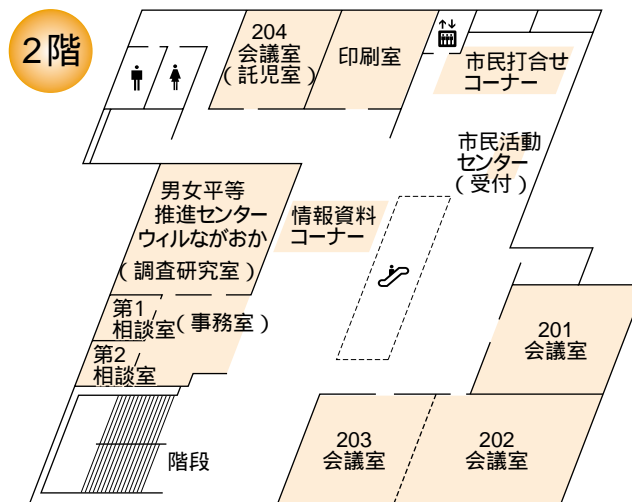 2階
204
会議室
（託児室）
印刷室
市民打合せ
コーナー
市民活動
センター
（受付）
男女平等
推進センター
ウィルながおか
（調査研究室）
情報資料
コーナー
第1
相談室
（事務室）
第2
相談室
201
会議室
階段
203
会議室
202
会議室